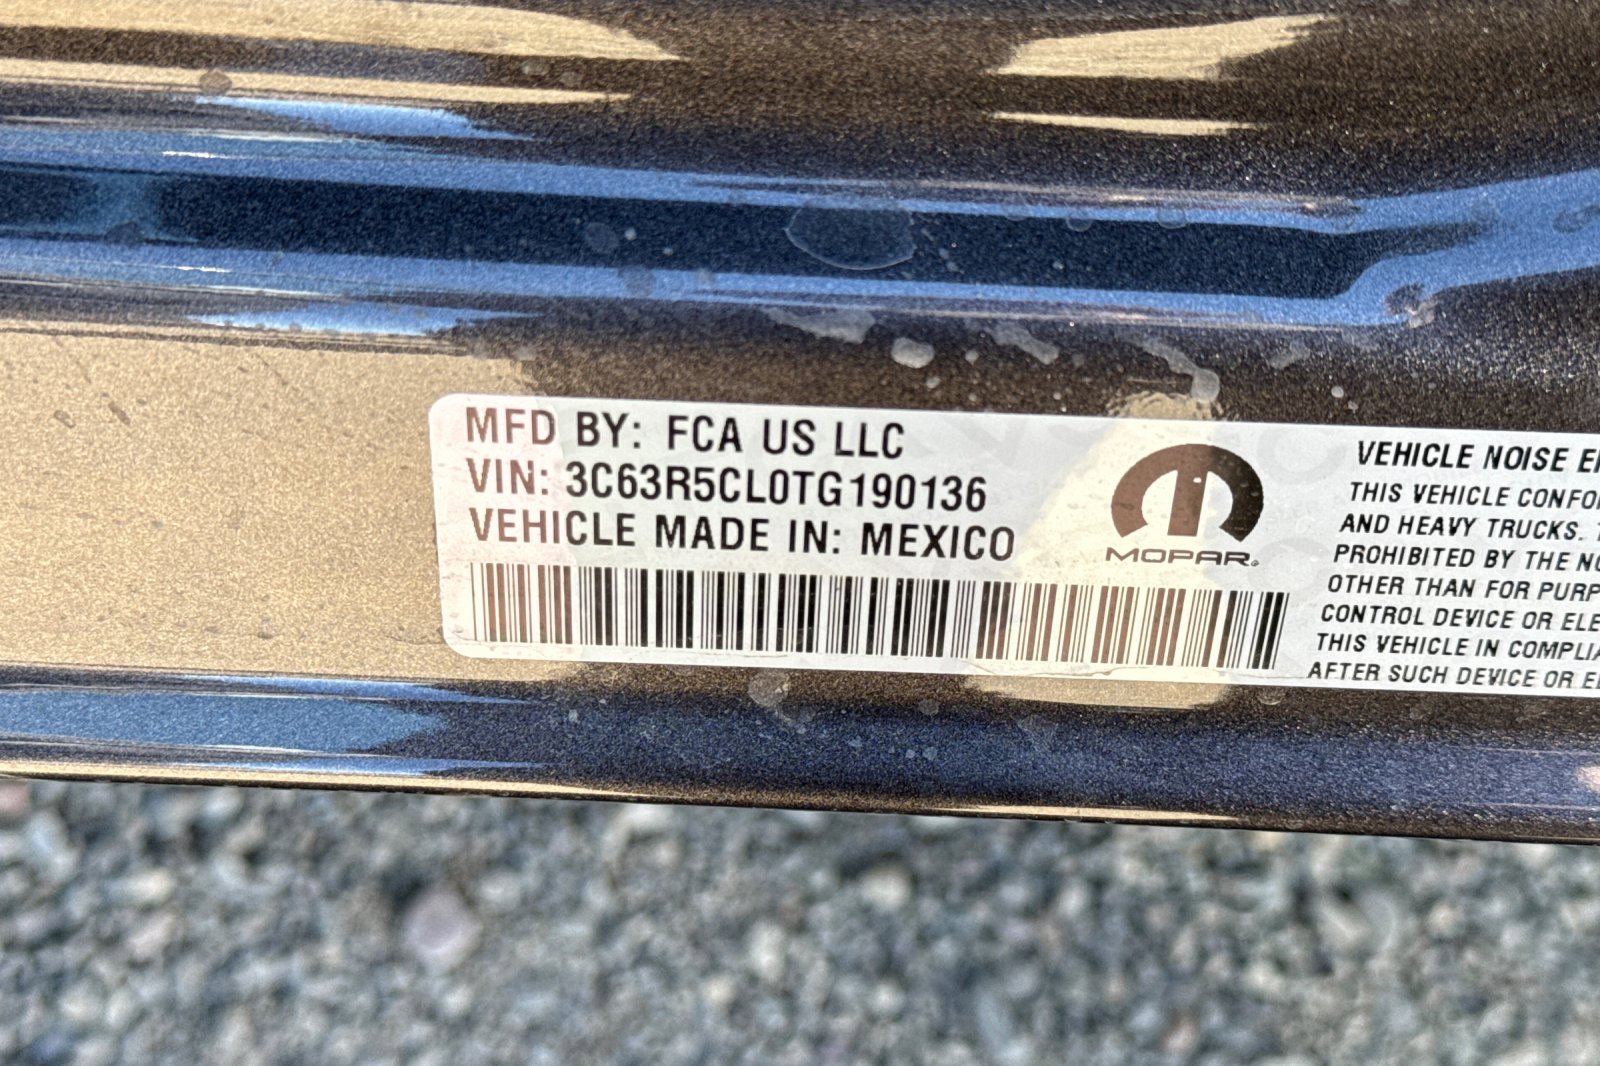 MFD BY: FCA US LLC
VIN: 3C63R5CL0TG190136
VEHICLE MADE IN: MEXICO
MOPAR®
VEHICLE NOISE
THIS VEHICLE
AND HEAVY TRUCKS.
PROHIBITED BY THE
OTHER THAN FOR
CONTROL DEVICE OR
THIS VEHICLE IN
AFTER SUCH DEVICE OR